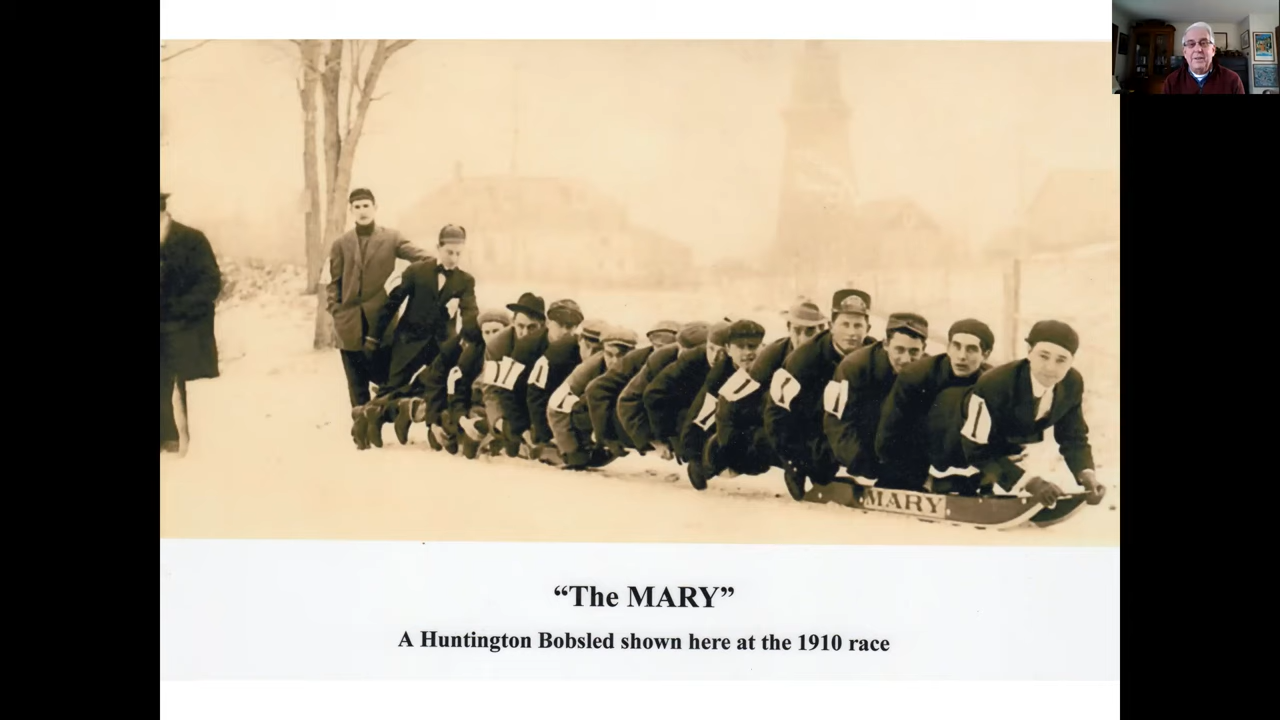 MARY
“The MARY”
A Huntington Bobsled shown here at the 1910 race